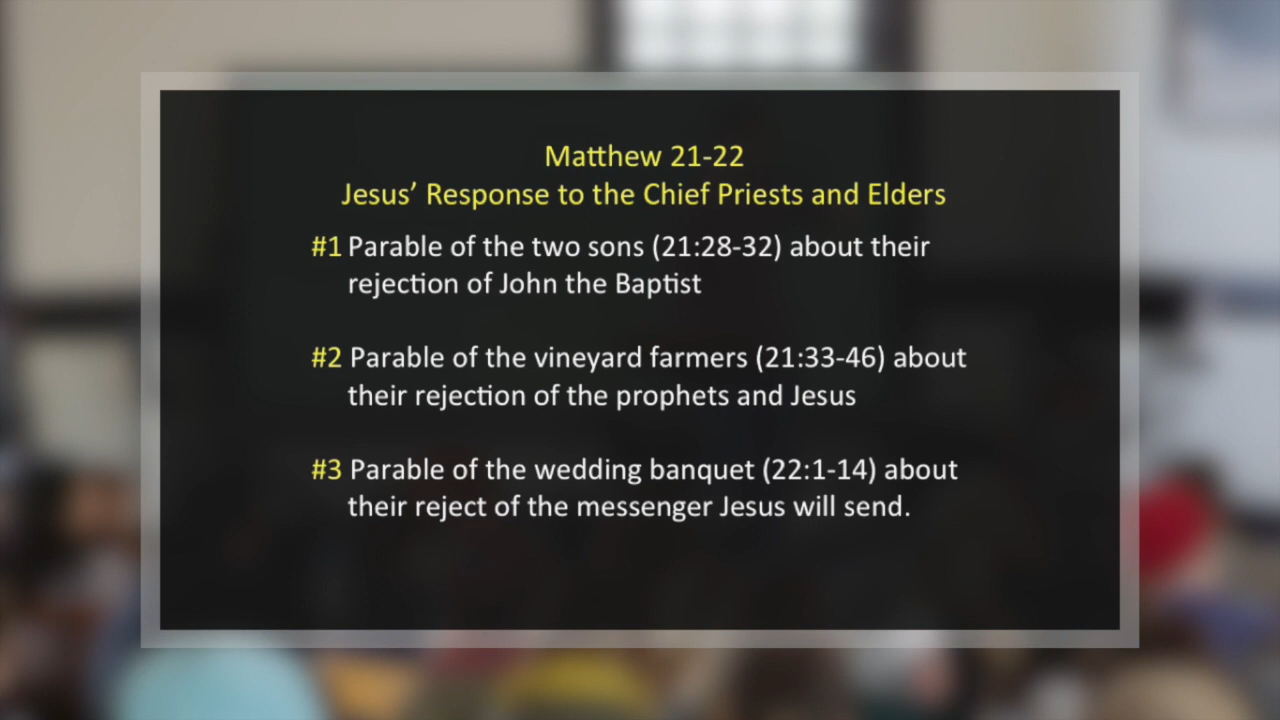 Matthew 21-22
Jesus’ Response to the Chief Priests and Elders
#1 Parable of the two sons (21:28-32) about their
rejection of John the Baptist
#2 Parable of the vineyard farmers (21:33-46) about
their rejection of the prophets and Jesus
#3 Parable of the wedding banquet (22:1-14) about
their reject of the messenger Jesus will send.